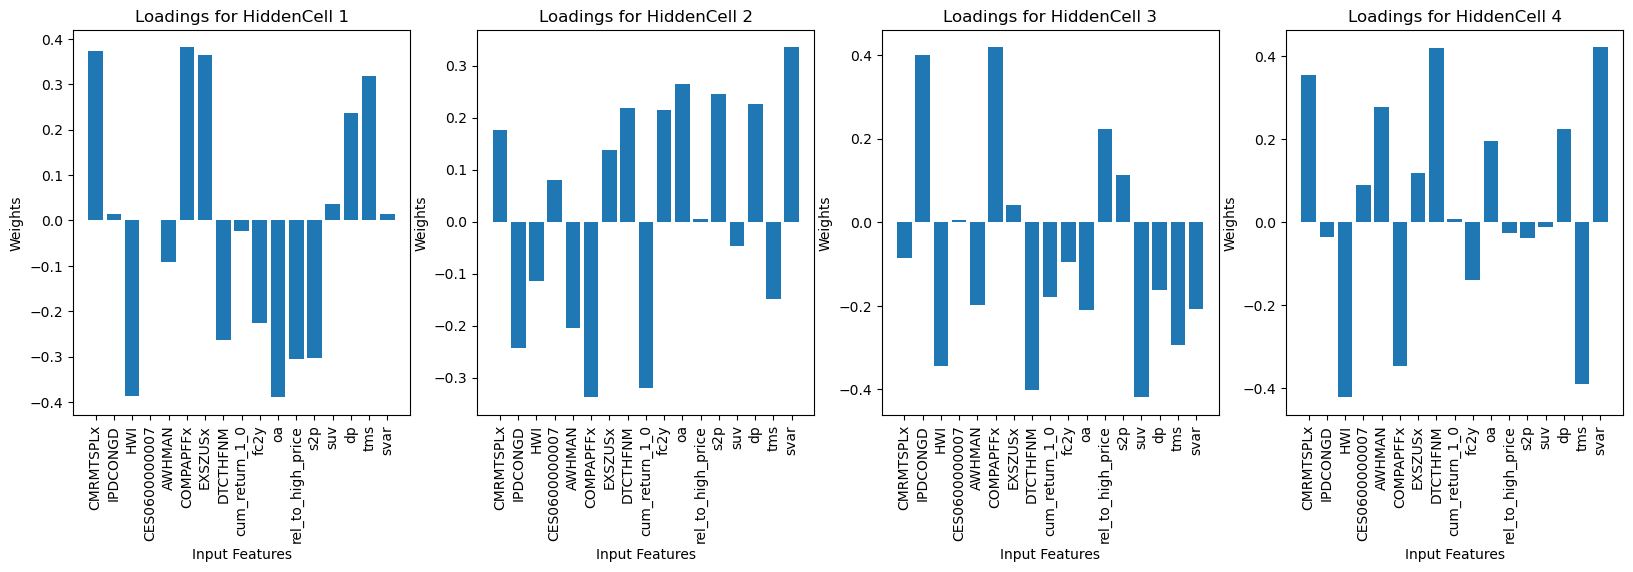 Loadings for HiddenCell 1
Weights
0.4
0.3
0.2
0.1
0.0
−0.1
−0.2
−0.3
−0.4
CMRMTSPLx
IPDCONGD
HWI
CES0600000007
AWHMAN
COMPAPFFx
EXSZUSx
DTCTHFNM
cum_return_1_0
fc2y
oa
rel_to_high_price
s2p
suv
dp
tms
svar
Input Features
Loadings for HiddenCell 2
Weights
0.3
0.2
0.1
0.0
−0.1
−0.2
−0.3
CMRMTSPLx
IPDCONGD
HWI
CES0600000007
AWHMAN
COMPAPFFx
EXSZUSx
DTCTHFNM
cum_return_1_0
fc2y
oa
rel_to_high_price
s2p
suv
dp
tms
svar
Input Features
Loadings for HiddenCell 3
Weights
0.4
0.2
0.0
−0.2
−0.4
CMRMTSPLx
IPDCONGD
HWI
CES0600000007
AWHMAN
COMPAPFFx
EXSZUSx
DTCTHFNM
cum_return_1_0
fc2y
oa
rel_to_high_price
s2p
suv
dp
tms
svar
Input Features
Loadings for HiddenCell 4
Weights
0.4
0.2
0.0
−0.2
−0.4
CMRMTSPLx
IPDCONGD
HWI
CES0600000007
AWHMAN
COMPAPFFx
EXSZUSx
DTCTHFNM
cum_return_1_0
fc2y
oa
rel_to_high_price
s2p
suv
dp
tms
svar
Input Features